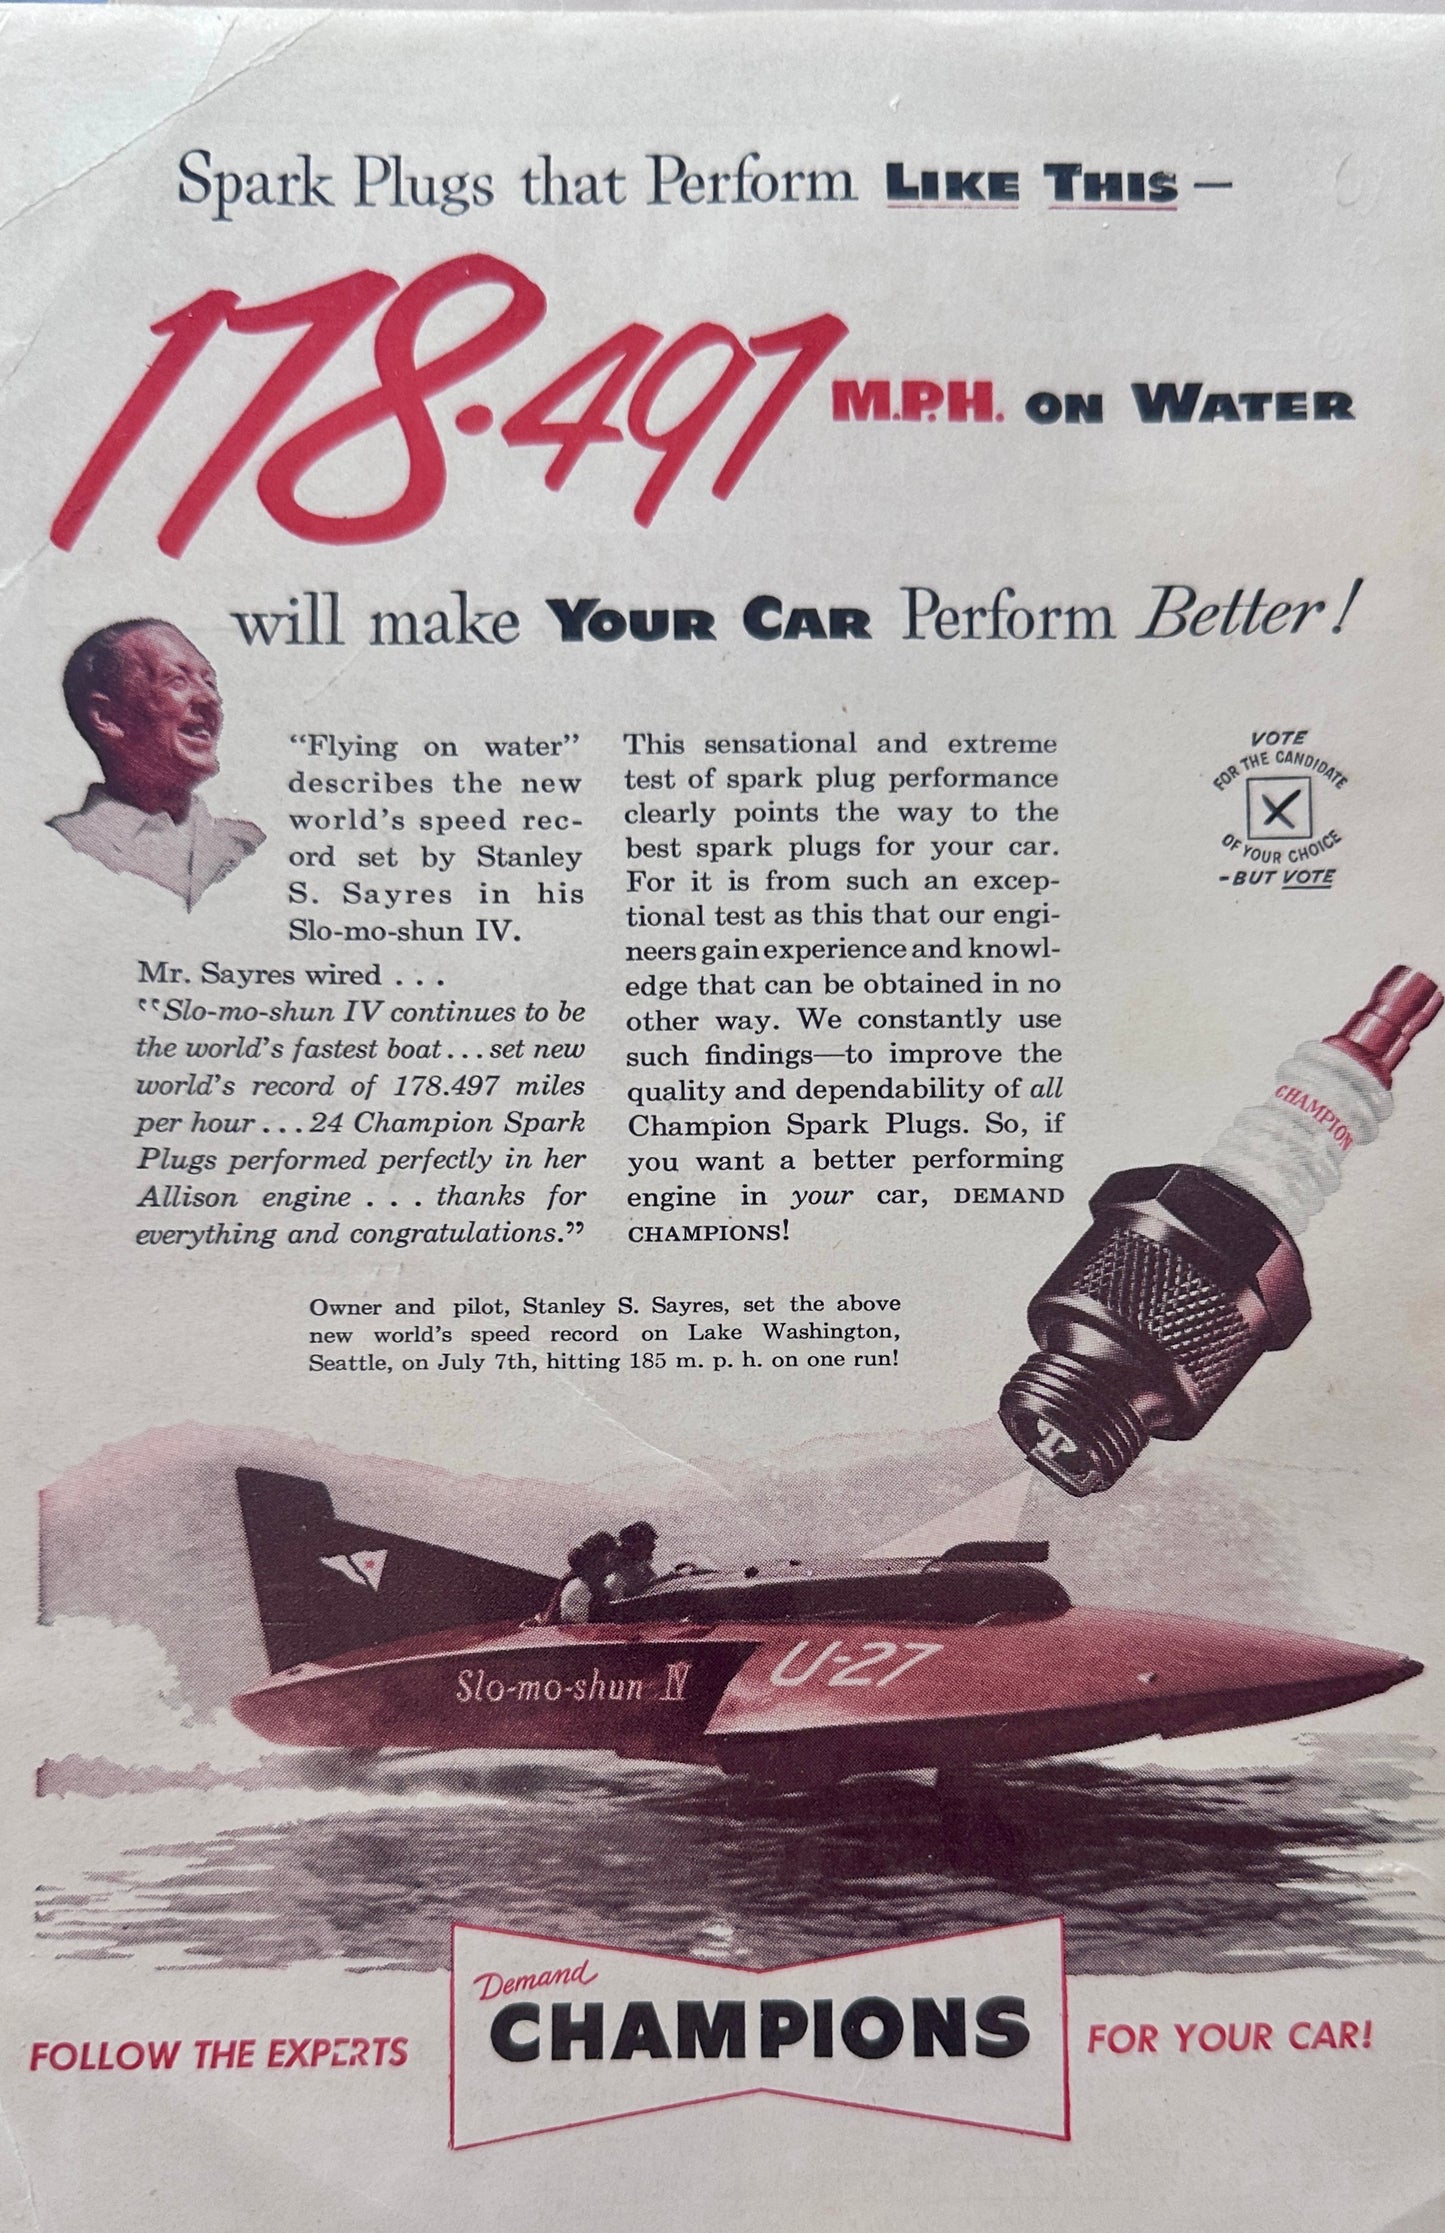 Spark Plugs that Perform LIKE THIS —
178.497 M.P.H. ON WATER
will make YOUR CAR Perform Better!
“Flying on water”
describes the new
world’s speed rec-
ord set by Stanley
S. Sayres in his
Slo-mo-shun IV.
Mr. Sayres wired . . .
“Slo-mo-shun IV continues to be
the world’s fastest boat . . . set new
world’s record of 178.497 miles
per hour . . . 24 Champion Spark
Plugs performed perfectly in her
Allison engine . . . thanks for
everything and congratulations.”
This sensational and extreme
test of spark plug performance
clearly points the way to the
best spark plugs for your car.
For it is from such an excep-
tional test as this that our engi-
neers gain experience and knowl-
edge that can be obtained in no
other way. We constantly use
such findings—to improve the
quality and dependability of all
Champion Spark Plugs. So, if
you want a better performing
engine in your car, DEMAND
CHAMPIONS!
VOTE
FOR THE CANDIDATE
X
OF YOUR CHOICE
-BUT VOTE
CHAMPION
Owner and pilot, Stanley S. Sayres, set the above
new world’s speed record on Lake Washington,
Seattle, on July 7th, hitting 185 m. p. h. on one run!
Slo-mo-shun IV
U-27
Demand
CHAMPIONS
FOLLOW THE EXPERTS
FOR YOUR CAR!